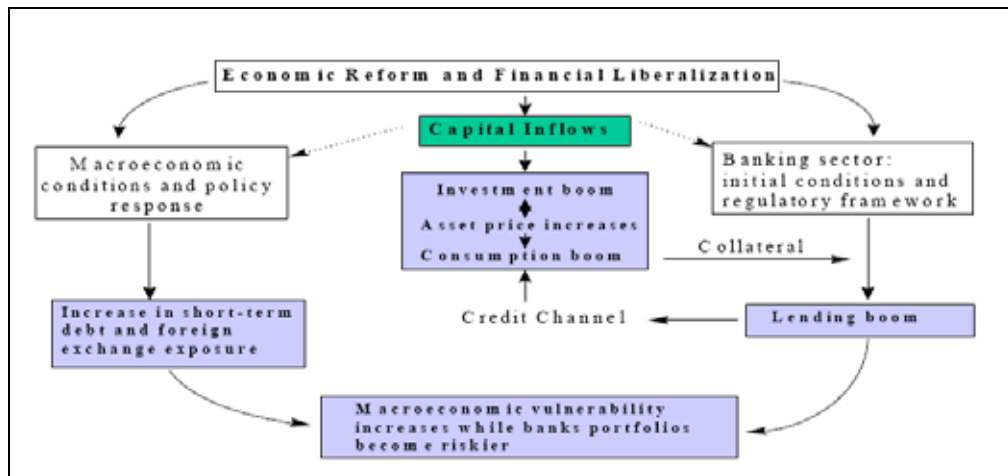 Economic Reform and Financial Liberalization
Capital Inflows
Macroeconomic
conditions and policy
response
Investment boom
Asset price increases
Consumption boom
Banking sector:
initial conditions and
regulatory framework
Collateral
Increase in short-term
debt and foreign
exchange exposure
Credit Channel
Lending boom
Macroeconomic vulnerability
increases while banks portfolios
become riskier